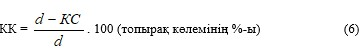 КК = (d − КС) / d . 100 (топырақ көлемінің %-ы) (6)